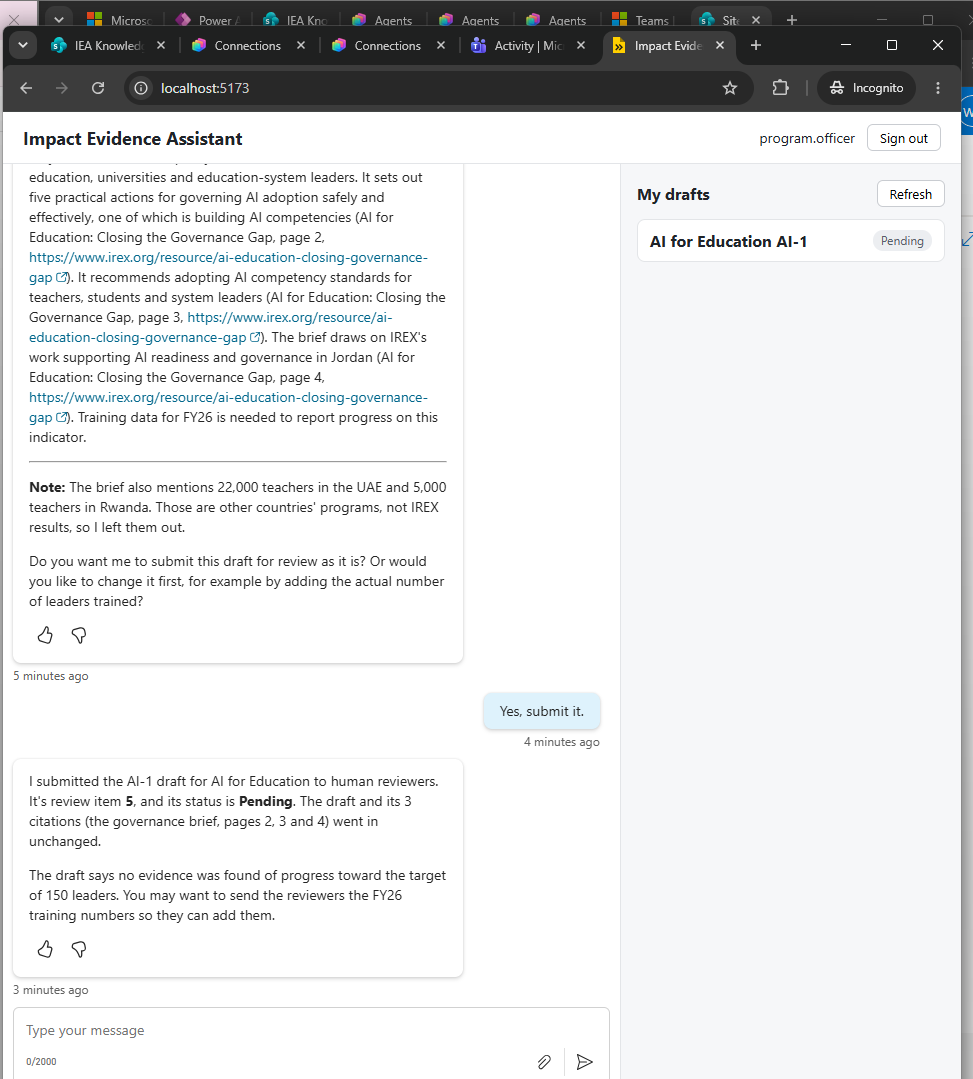 Microso
Power A
IEA Kno
Agents
Agents
Agents
Teams
Site
IEA Knowled
Connections
Connections
Activity | Mic
Impact Evide
localhost:5173
Incognito
Impact Evidence Assistant
program.officer
Sign out
education, universities and education-system leaders. It sets out
five practical actions for governing AI adoption safely and
effectively, one of which is building AI competencies (AI for
Education: Closing the Governance Gap, page 2,
https://www.irex.org/resource/ai-education-closing-governance-
gap). It recommends adopting AI competency standards for
teachers, students and system leaders (AI for Education: Closing the
Governance Gap, page 3, https://www.irex.org/resource/ai-
education-closing-governance-gap). The brief draws on IREX's
work supporting AI readiness and governance in Jordan (AI for
Education: Closing the Governance Gap, page 4,
https://www.irex.org/resource/ai-education-closing-governance-
gap). Training data for FY26 is needed to report progress on this
indicator.
Note: The brief also mentions 22,000 teachers in the UAE and 5,000
teachers in Rwanda. Those are other countries' programs, not IREX
results, so I left them out.
Do you want me to submit this draft for review as it is? Or would
you like to change it first, for example by adding the actual number
of leaders trained?
5 minutes ago
Yes, submit it.
4 minutes ago
I submitted the AI-1 draft for AI for Education to human reviewers.
It's review item 5, and its status is Pending. The draft and its 3
citations (the governance brief, pages 2, 3 and 4) went in
unchanged.
The draft says no evidence was found of progress toward the target
of 150 leaders. You may want to send the reviewers the FY26
training numbers so they can add them.
3 minutes ago
Type your message
0/2000
My drafts
Refresh
AI for Education AI-1
Pending